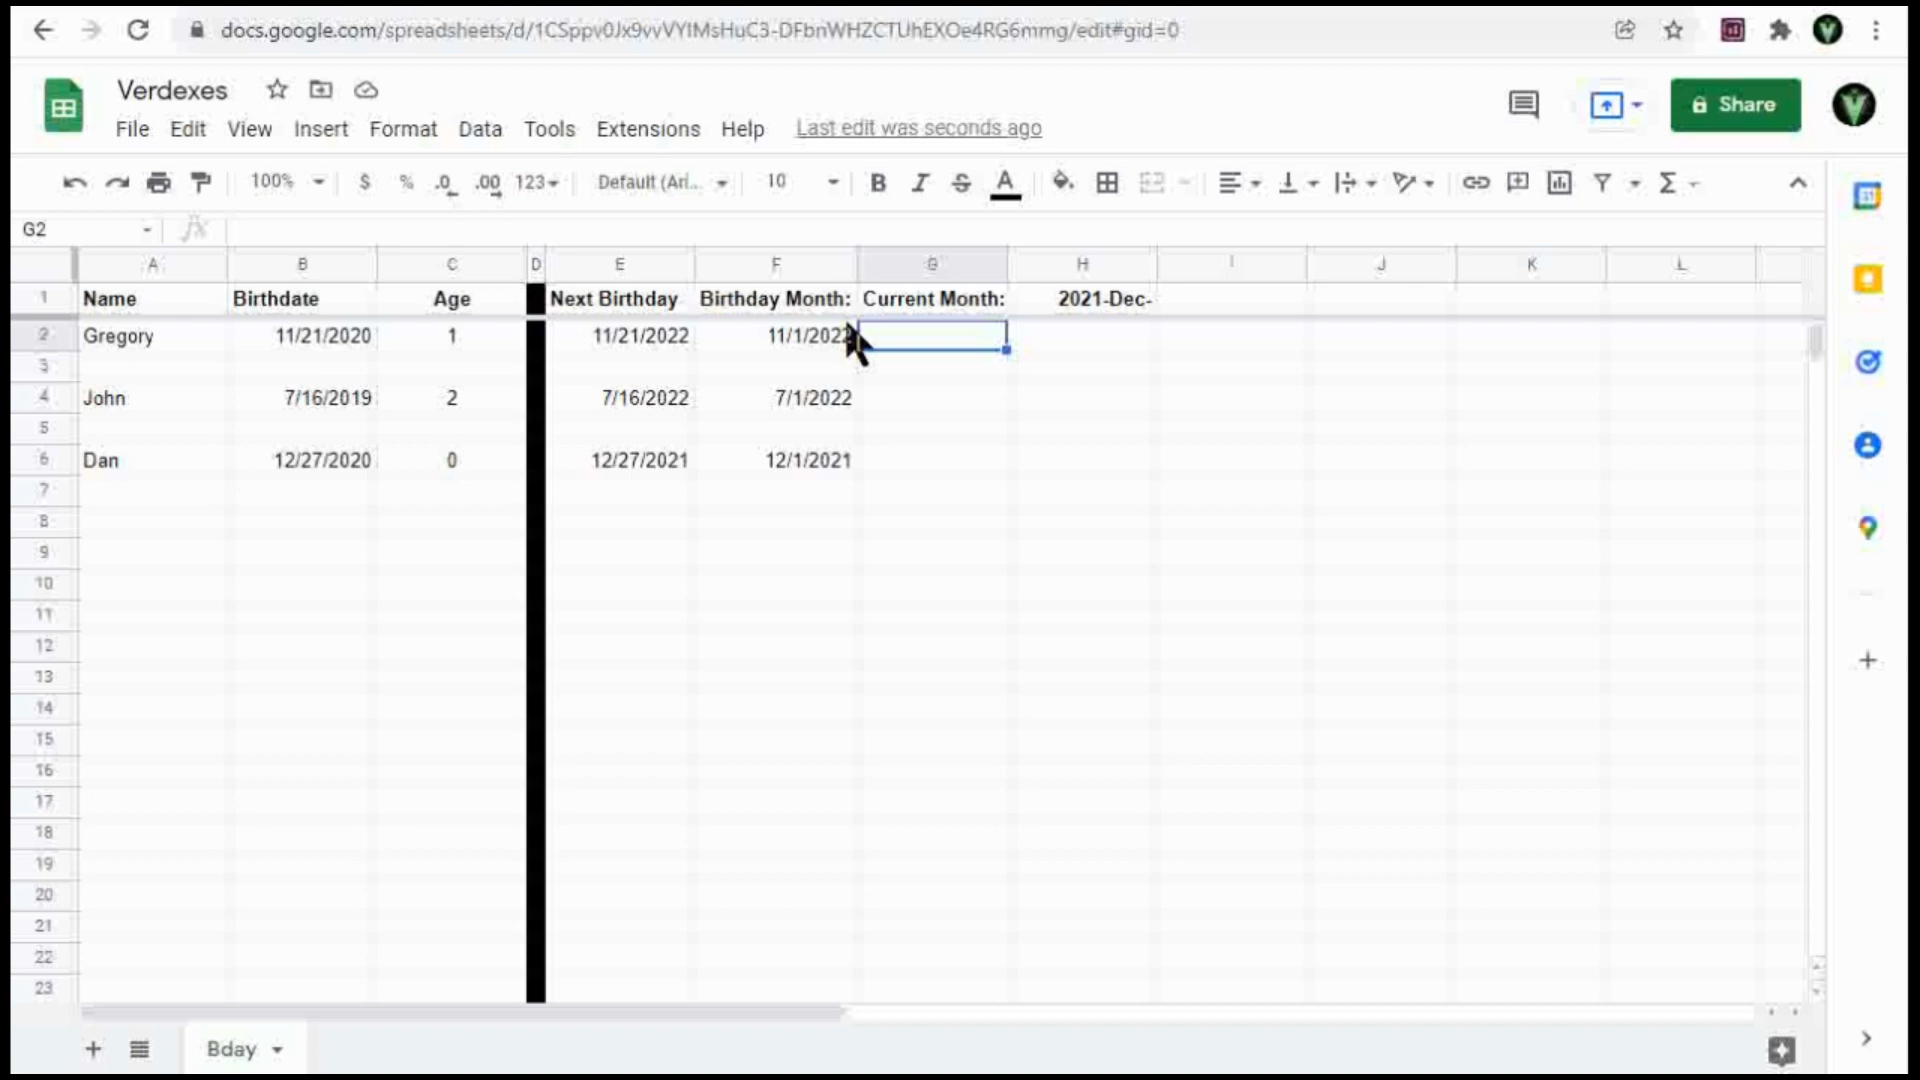 docs.google.com/spreadsheets/d/1CSppv0Jx9vvVYtMsHuC3-DFbnWHZCTUhEXOe4RG6mmg/edit#gid=0
Verdexes
File Edit View Insert Format Data Tools Extensions Help Last edit was seconds ago
Share
100% $ % .0 .00 123 Default (Ari... 10 B I S A
G2 fx
A B C D E F G H I J K L
1 Name Birthdate Age Next Birthday Birthday Month: Current Month: 2021-Dec-
2 Gregory 11/21/2020 1 11/21/2022 11/1/2022
3
4 John 7/16/2019 2 7/16/2022 7/1/2022
5
6 Dan 12/27/2020 0 12/27/2021 12/1/2021
7
8
9
10
11
12
13
14
15
16
17
18
19
20
21
22
23
Bday